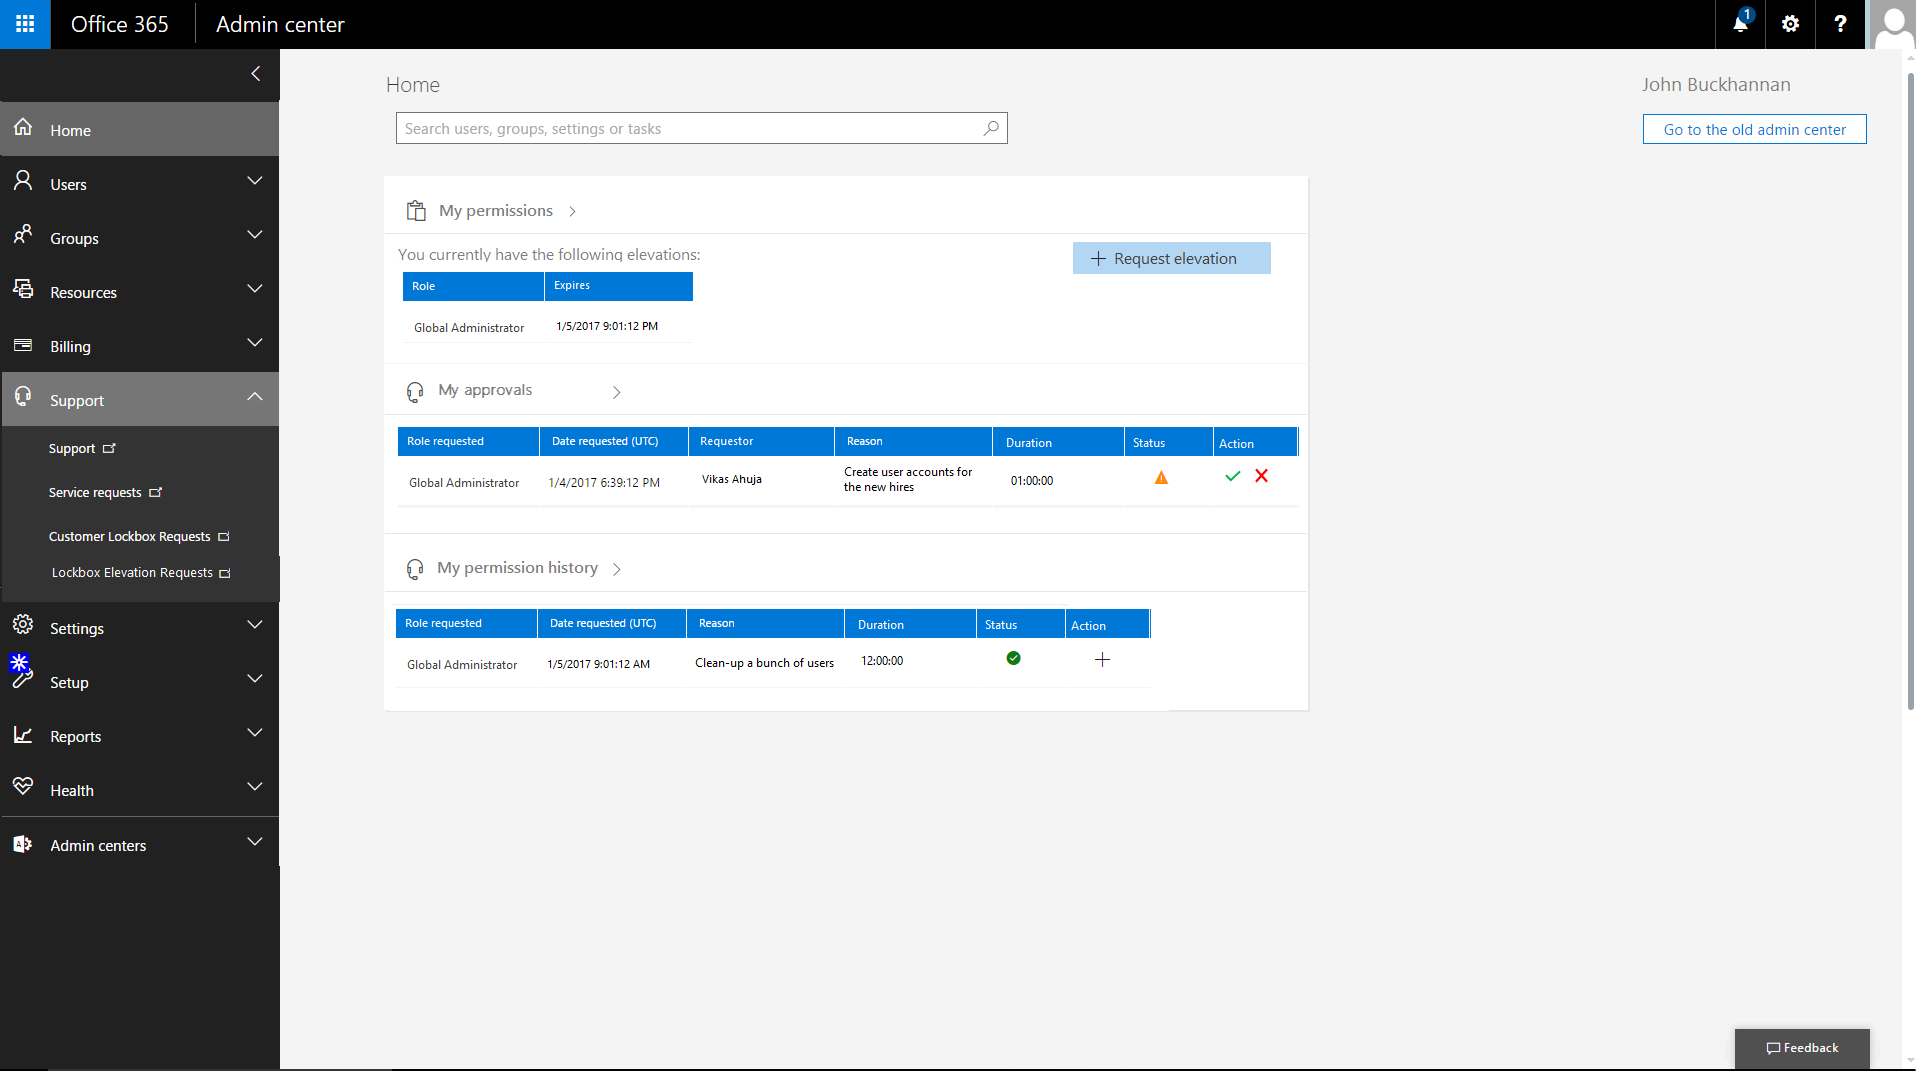 Office 365
Admin center
1
?
Home
Users
Groups
Resources
Billing
Support
Support
Service requests
Customer Lockbox Requests
Lockbox Elevation Requests
Settings
Setup
Reports
Health
Admin centers
Home
John Buckhannan
Search users, groups, settings or tasks
Go to the old admin center
My permissions
You currently have the following elevations:
+ Request elevation
Role Expires
Global Administrator 1/5/2017 9:01:12 PM
My approvals
Role requested Date requested (UTC) Requestor Reason Duration Status Action
Global Administrator 1/4/2017 6:39:12 PM Vikas Ahuja Create user accounts for 01:00:00
the new hires
My permission history
Role requested Date requested (UTC) Reason Duration Status Action
Global Administrator 1/5/2017 9:01:12 AM Clean-up a bunch of users 12:00:00
Feedback